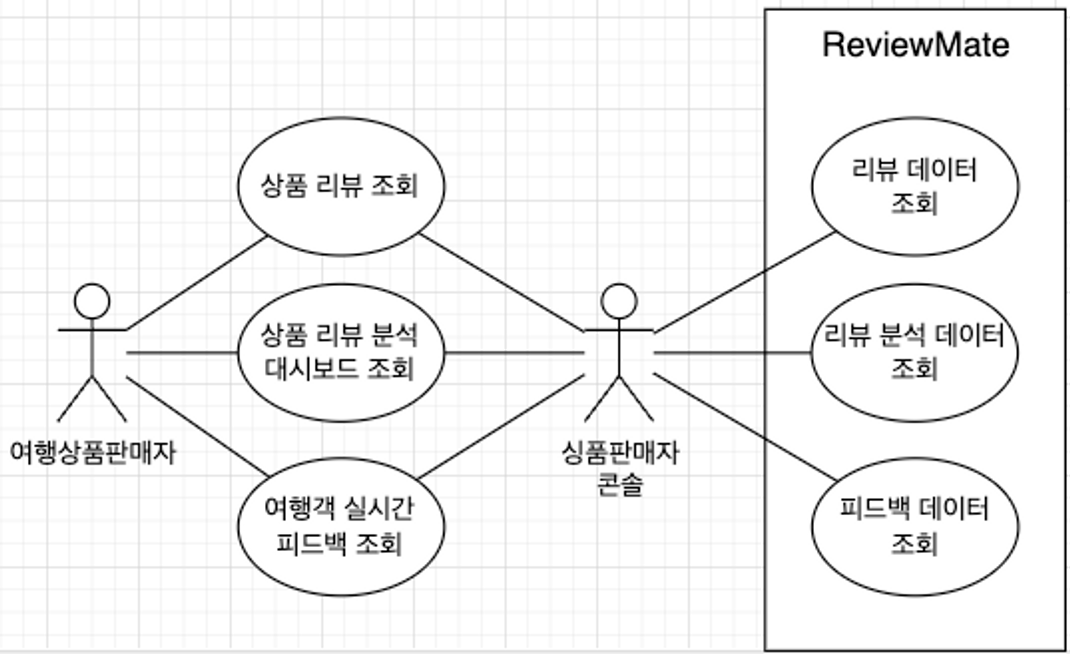 ReviewMate
상품 리뷰 조회
리뷰 데이터
조회
상품 리뷰 분석
대시보드 조회
리뷰 분석 데이터
조회
여행상품판매자
싱품판매자
콘솔
여행객 실시간
피드백 조회
피드백 데이터
조회